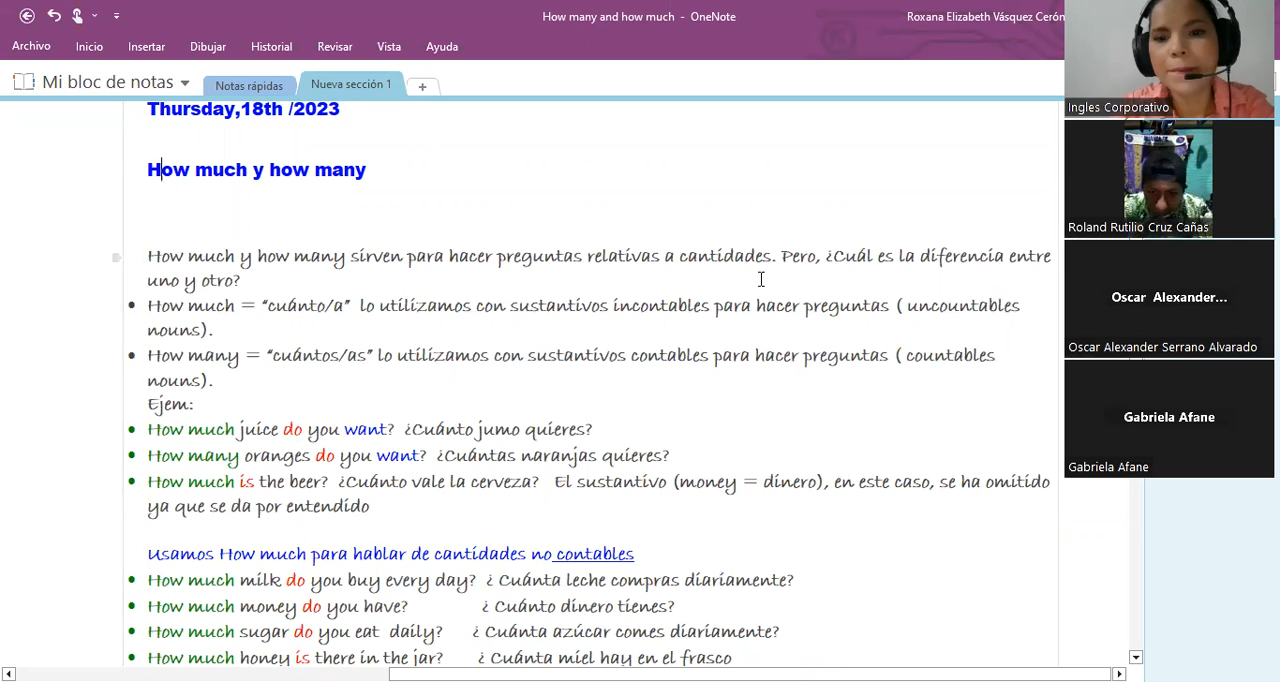 How many and how much - OneNote
Roxana Elizabeth Vásquez Cerón
Archivo Inicio Insertar Dibujar Historial Revisar Vista Ayuda
Mi bloc de notas Notas rápidas Nueva sección 1 +
Thursday,18th /2023
How much y how many
How much y how many sirven para hacer preguntas relativas a cantidades. Pero, ¿Cuál es la diferencia entre
uno y otro?
How much = “cuánto/a” lo utilizamos con sustantivos incontables para hacer preguntas ( uncountables
nouns).
How many = “cuántos/as” lo utilizamos con sustantivos contables para hacer preguntas ( countables
nouns).
Ejem:
How much juice do you want? ¿Cuánto jumo quieres?
How many oranges do you want? ¿Cuántas naranjas quieres?
How much is the beer? ¿Cuánto vale la cerveza? El sustantivo (money = dinero), en este caso, se ha omitido
ya que se da por entendido
Usamos How much para hablar de cantidades no contables
How much milk do you buy every day? ¿ Cuánta leche compras diariamente?
How much money do you have? ¿ Cuánto dinero tienes?
How much sugar do you eat daily? ¿ Cuánta azúcar comes diariamente?
How much honey is there in the jar? ¿ Cuánta miel hay en el frasco
Ingles Corporativo
Roland Rutilio Cruz Cañas
Oscar Alexander...
Oscar Alexander Serrano Alvarado
Gabriela Afane
Gabriela Afane